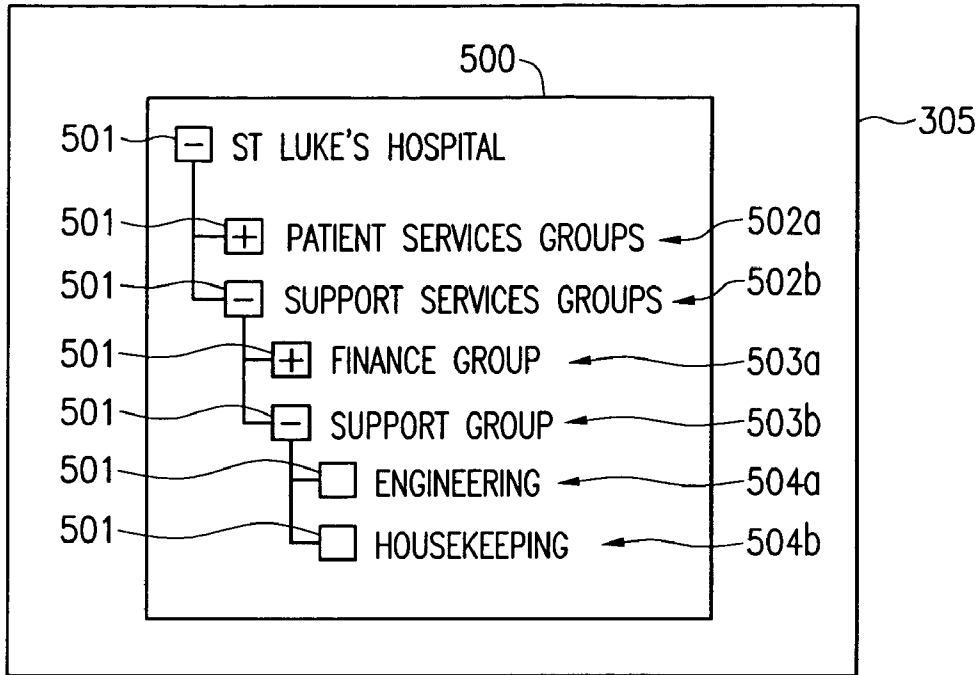 500
305
501 - ST LUKE'S HOSPITAL
501 + PATIENT SERVICES GROUPS 502a
501 - SUPPORT SERVICES GROUPS 502b
501 + FINANCE GROUP 503a
501 - SUPPORT GROUP 503b
501 ENGINEERING 504a
501 HOUSEKEEPING 504b